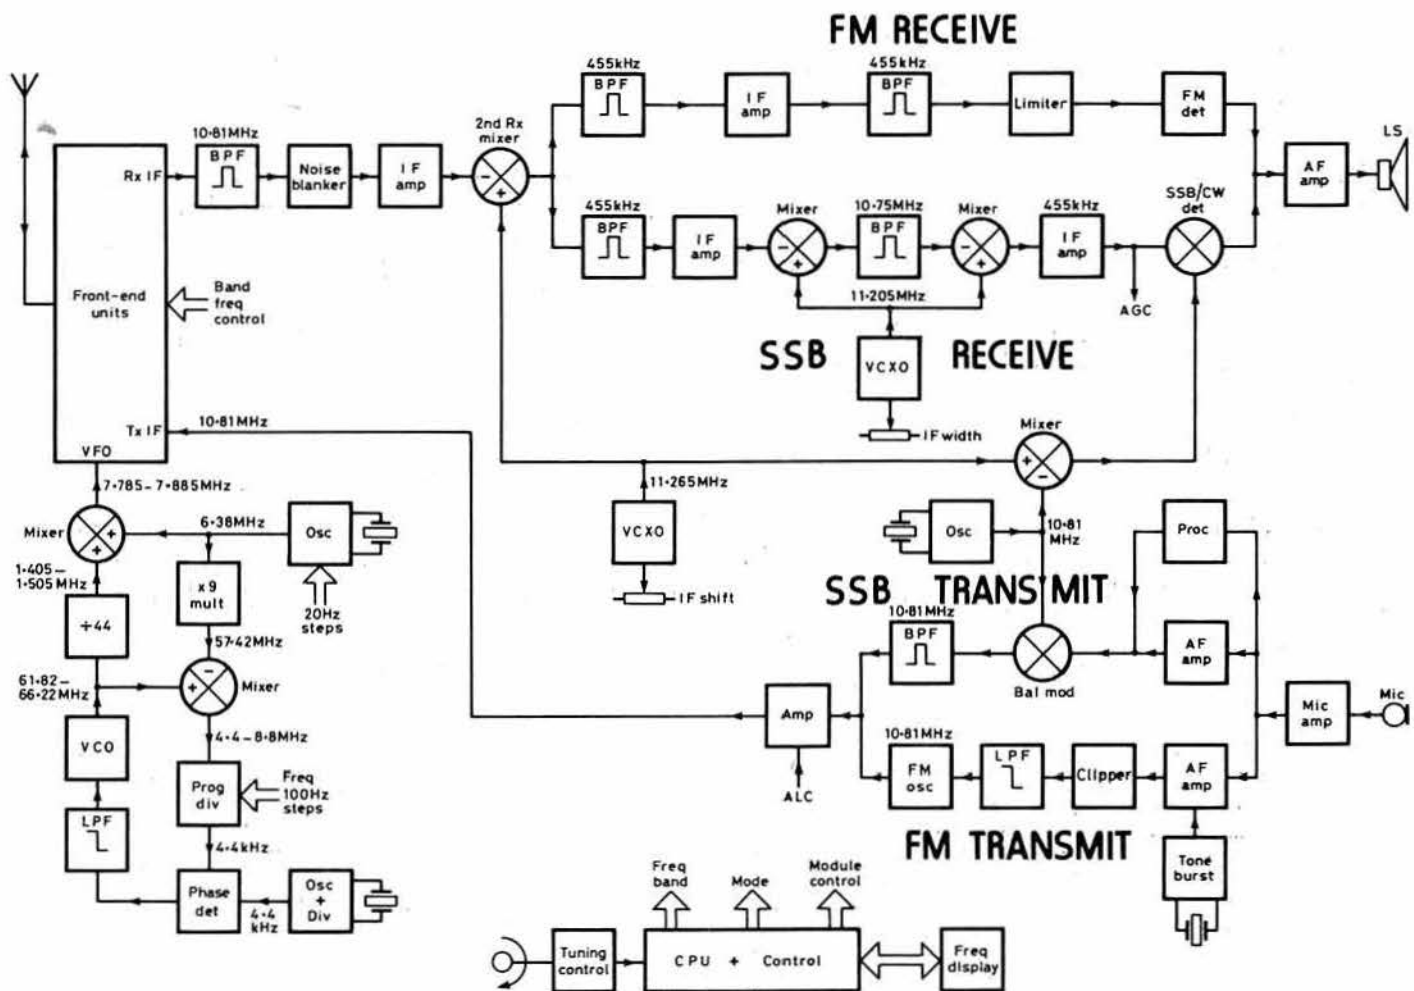 FM RECEIVE
455kHz
BPF
IF
amp
455kHz
BPF
Limiter
FM
det
LS
AF
amp
10·81MHz
BPF
Rx IF
Noise
blanker
IF
amp
2nd Rx
mixer
455kHz
BPF
IF
amp
Mixer
10·75MHz
BPF
Mixer
455kHz
IF
amp
SSB/CW
det
AGC
11·205MHz
SSB RECEIVE
VCXO
IF width
Front-end
units
Band
freq
control
Tx IF
10·81MHz
VFO
7·785–7·885MHz
Mixer
6·38MHz
Osc
20Hz
steps
1·405–
1·505MHz
x9
mult
÷44
57·42MHz
61·82–
66·22MHz
Mixer
VCO
4·4–8·8MHz
Prog
div
Freq
100Hz
steps
LPF
4·4kHz
Phase
det
4·4
kHz
Osc
+
Div
11·265MHz
VCXO
IF shift
Mixer
Osc
10·81
MHz
Proc
SSB TRANSMIT
10·81MHz
BPF
Bal mod
AF
amp
Mic
amp
Mic
Amp
ALC
10·81MHz
FM
osc
LPF
Clipper
AF
amp
FM TRANSMIT
Tone
burst
Freq
band
Mode
Module
control
Tuning
control
CPU + Control
Freq
display